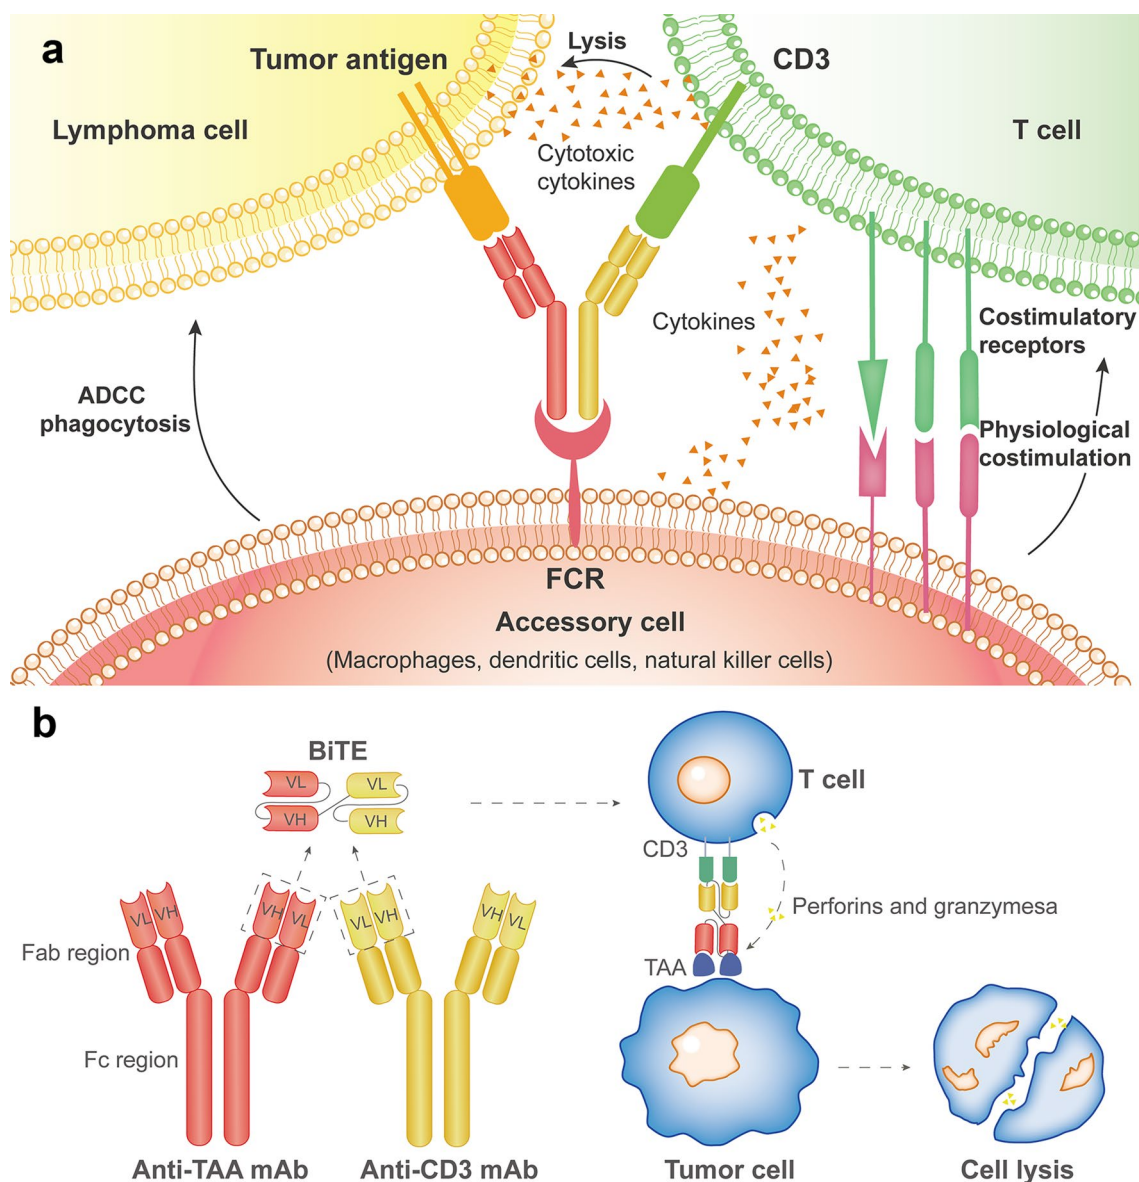 a
Tumor antigen
Lysis
CD3
Lymphoma cell
T cell
Cytotoxic
cytokines
Cytokines
Costimulatory
receptors
ADCC
phagocytosis
Physiological
costimulation
FCR
Accessory cell
(Macrophages, dendritic cells, natural killer cells)
b
BiTE
VL
VL
VH
VH
T cell
CD3
VL
VH
VH
VL
VL
VH
VH
VL
Perforins and granzymesa
Fab region
TAA
Fc region
Anti-TAA mAb
Anti-CD3 mAb
Tumor cell
Cell lysis